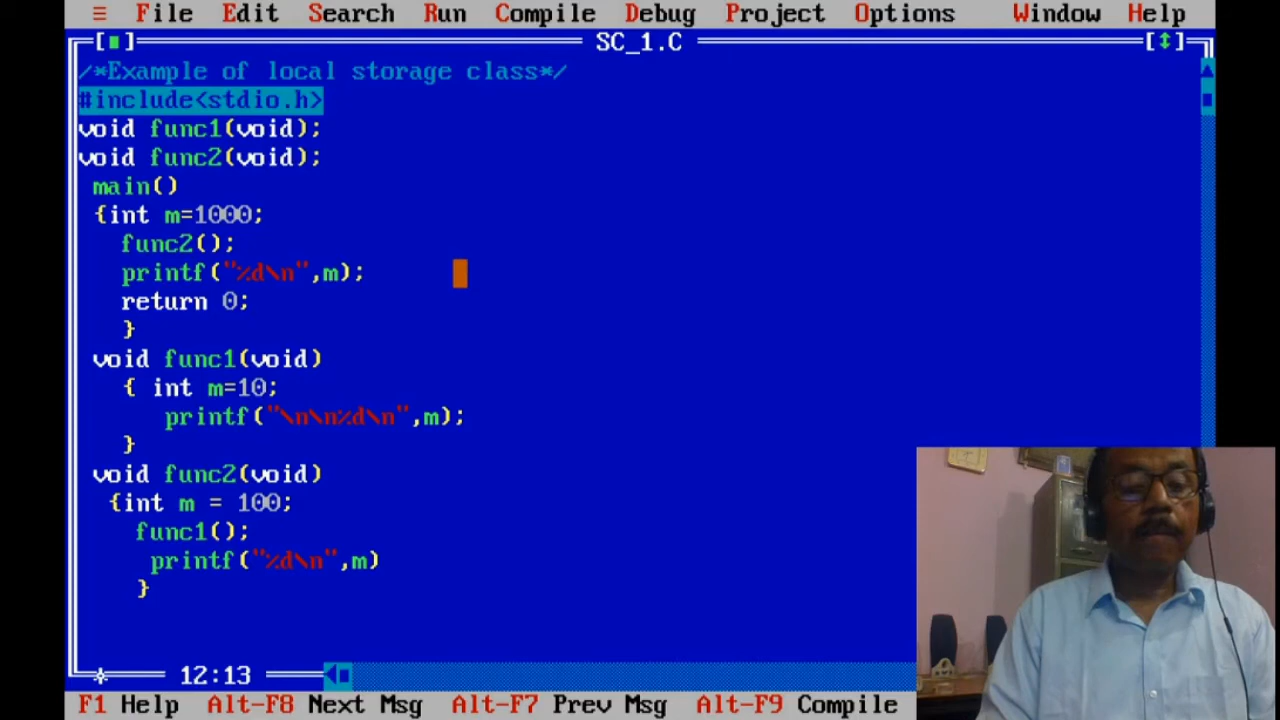 ≡ File Edit Search Run Compile Debug Project Options Window Help
SC_1.C
/*Example of local storage class*/
#include<stdio.h>
void func1(void);
void func2(void);
main()
{int m=1000;
func2();
printf("%d\n",m);
return 0;
}
void func1(void)
{ int m=10;
printf("\n\n%d\n",m);
}
void func2(void)
{int m = 100;
func1();
printf("%d\n",m)
}
12:13
F1 Help Alt-F8 Next Msg Alt-F7 Prev Msg Alt-F9 Compile